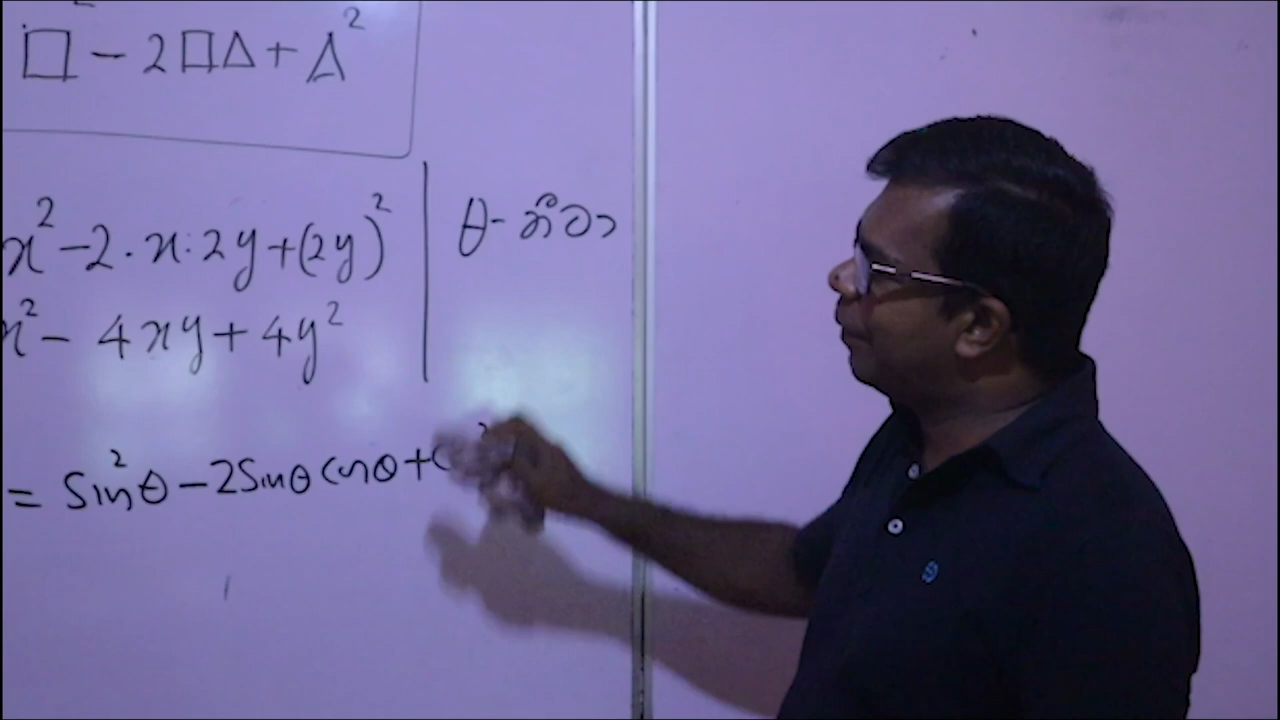 □ - 2□△ + △²
x² - 2 · x · 2y + (2y)²
x² - 4xy + 4y²
θ - තීටා
= sin²θ - 2sinθ cosθ + c